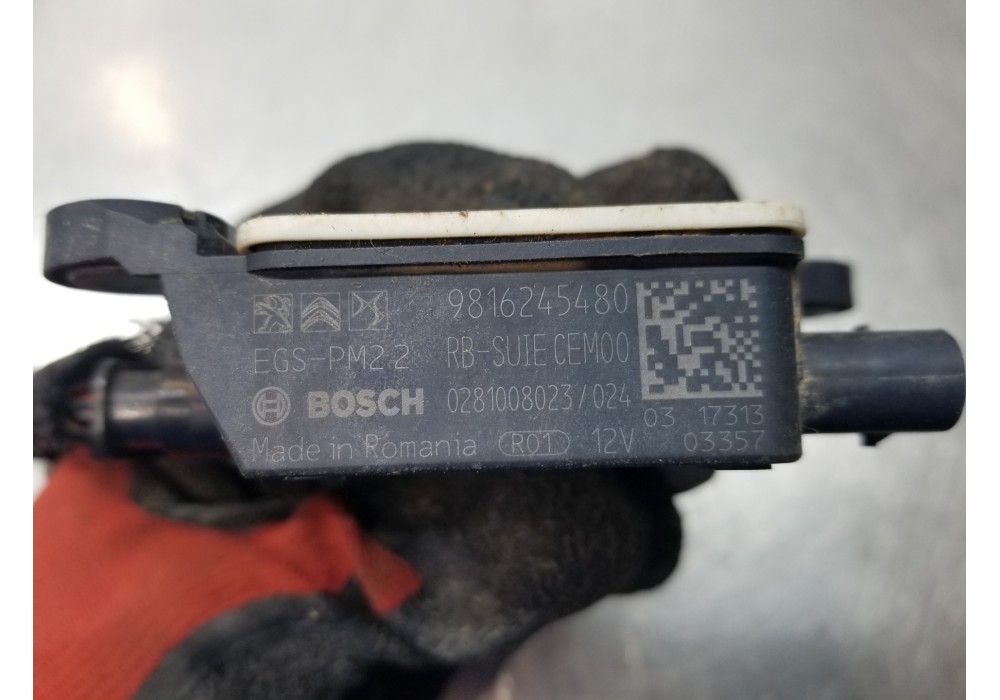 9816245480
EGS-PM2.2 RB-SUIE CEM00
BOSCH 0281008023/024
03 17313
Made in Romania R01 12V 03357